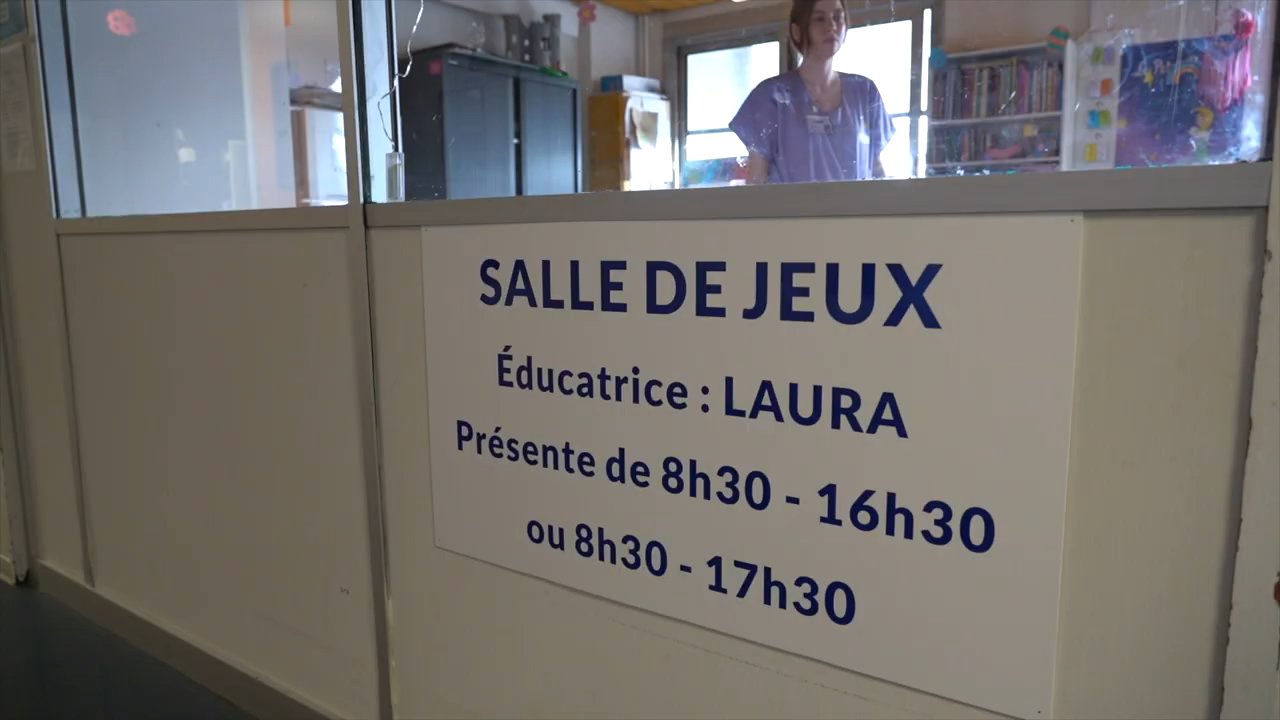 SALLE DE JEUX
Éducatrice : LAURA
Présente de 8h30 - 16h30
ou 8h30 - 17h30